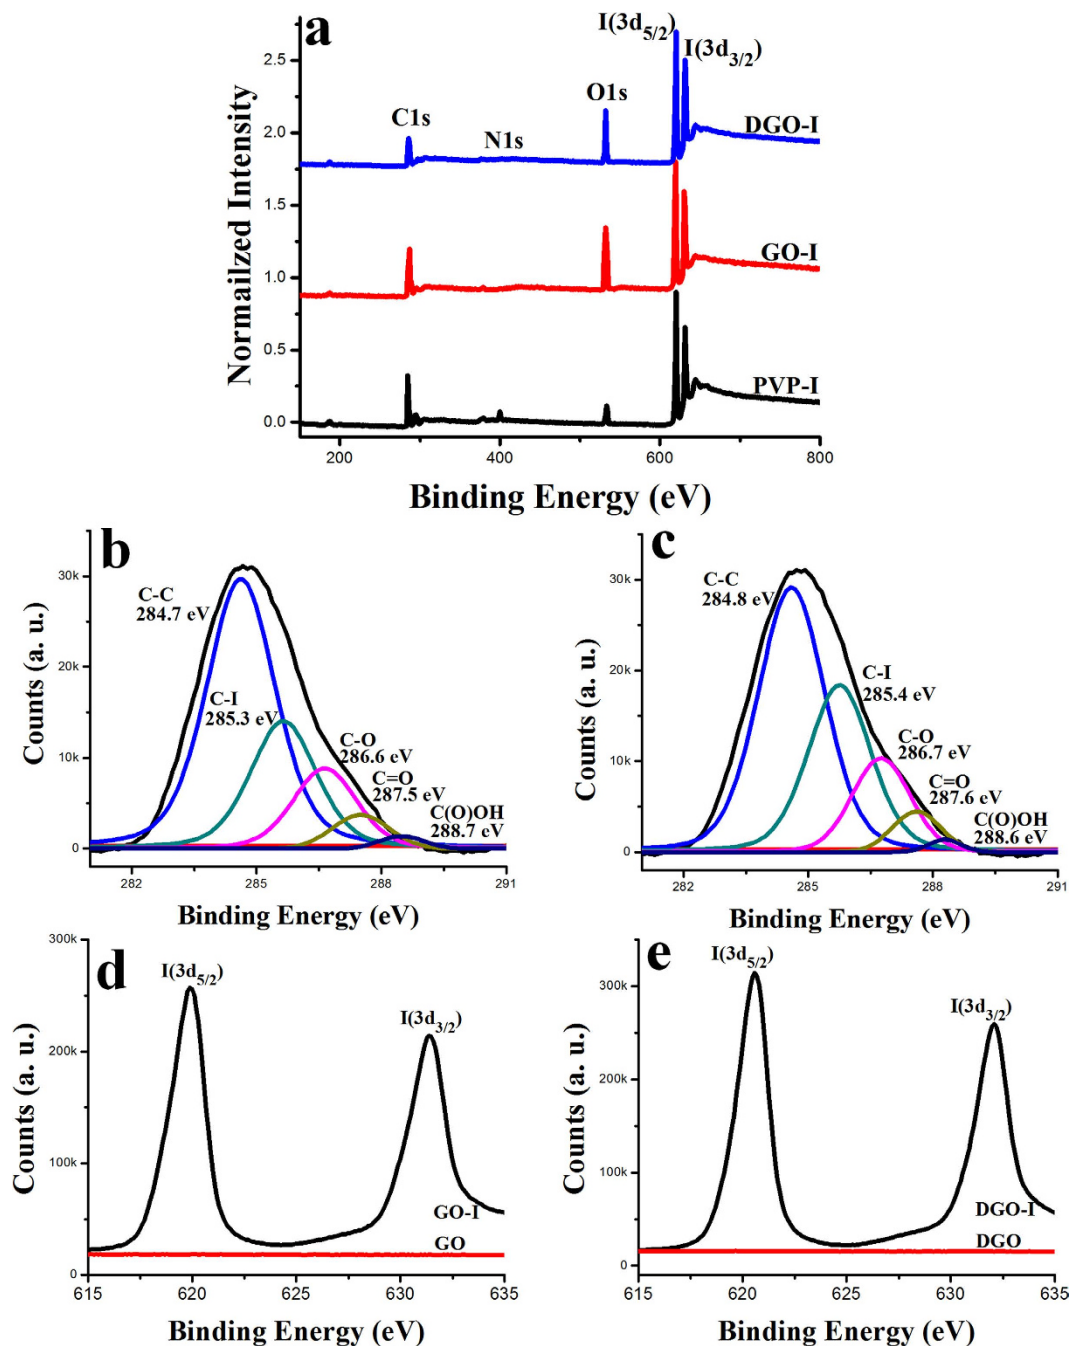 a
I(3d5/2)
I(3d3/2)
C1s
N1s
O1s
DGO-I
GO-I
PVP-I
Normailzed Intensity
2.5
2.0
1.5
1.0
0.5
0.0
200
400
600
800
Binding Energy (eV)
b
C-C
284.7 eV
C-I
285.3 eV
C-O
286.6 eV
C=O
287.5 eV
C(O)OH
288.7 eV
Counts (a. u.)
30k
20k
10k
0
282
285
288
291
Binding Energy (eV)
c
C-C
284.8 eV
C-I
285.4 eV
C-O
286.7 eV
C=O
287.6 eV
C(O)OH
288.6 eV
Counts (a. u.)
30k
20k
10k
0
282
285
288
291
Binding Energy (eV)
d
I(3d5/2)
I(3d3/2)
GO-I
GO
Counts (a. u.)
300k
200k
100k
0
615
620
625
630
635
Binding Energy (eV)
e
I(3d5/2)
I(3d3/2)
DGO-I
DGO
Counts (a. u.)
300k
200k
100k
0
615
620
625
630
635
Binding Energy (eV)